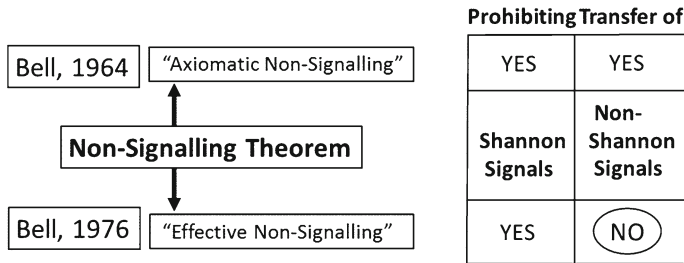 Prohibiting Transfer of
Bell, 1964 "Axiomatic Non-Signalling" YES YES
Non-Signalling Theorem
Shannon
Signals
Non-
Shannon
Signals
Bell, 1976 "Effective Non-Signalling" YES NO